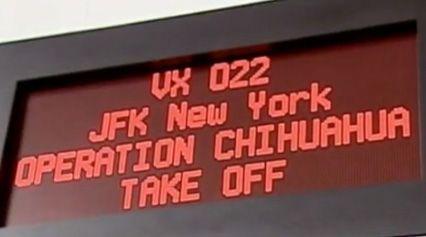 VX 022
JFK New York
OPERATION CHIHUAHUA
TAKE OFF